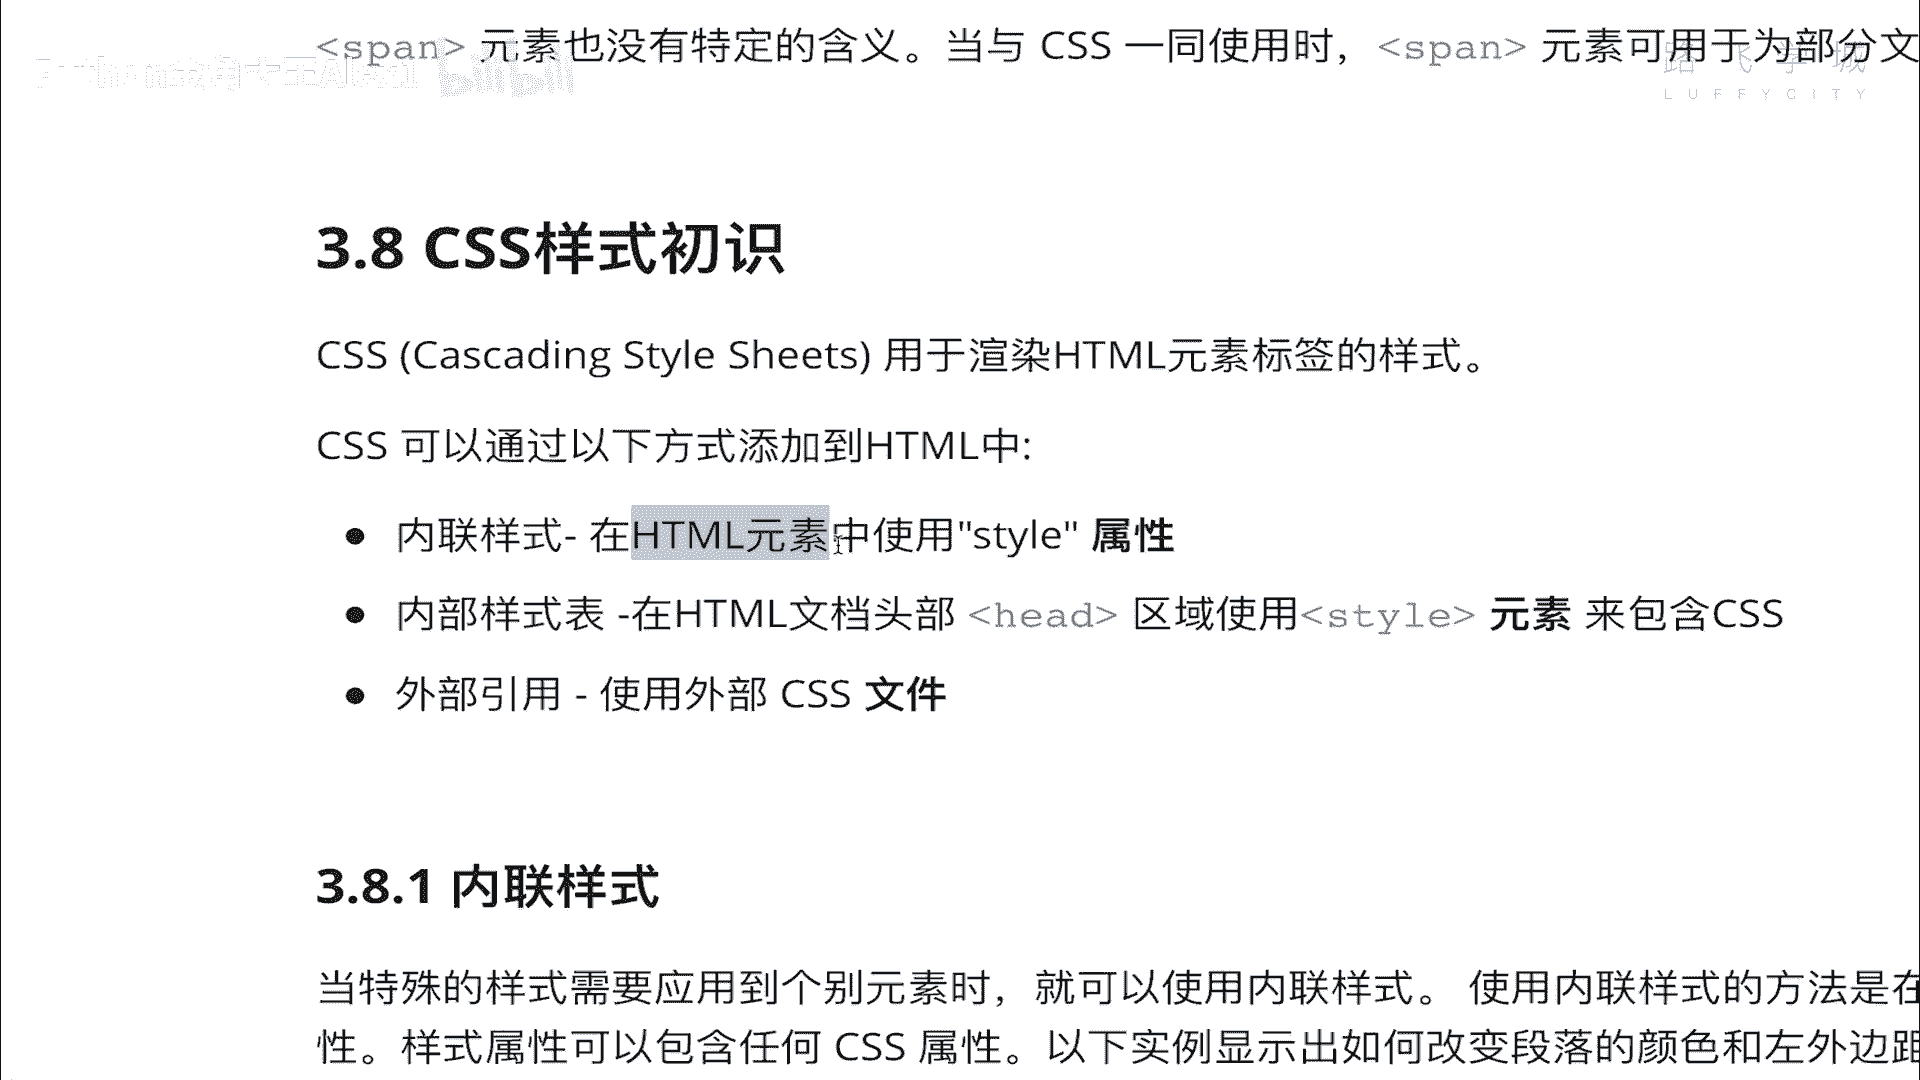 <span> 元素也没有特定的含义。当与 CSS 一同使用时，<span> 元素可用于为部分文
bilibili
路飞学城
LUFFYCITY
3.8 CSS样式初识
CSS (Cascading Style Sheets) 用于渲染HTML元素标签的样式。
CSS 可以通过以下方式添加到HTML中:
● 内联样式- 在HTML元素中使用"style" 属性
● 内部样式表 -在HTML文档头部 <head> 区域使用<style> 元素 来包含CSS
● 外部引用 - 使用外部 CSS 文件
3.8.1 内联样式
当特殊的样式需要应用到个别元素时，就可以使用内联样式。 使用内联样式的方法是在
性。样式属性可以包含任何 CSS 属性。以下实例显示出如何改变段落的颜色和左外边距